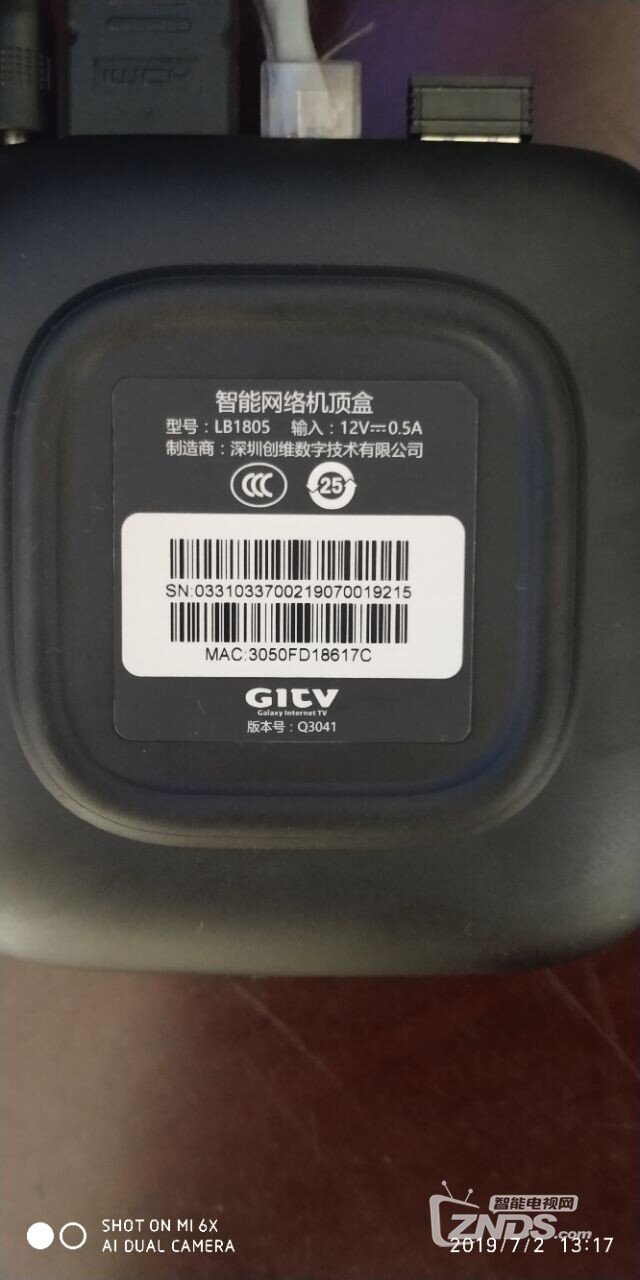 HDMI
智能网络机顶盒
型号：LB1805 输入：12V⎓0.5A
制造商：深圳创维数字技术有限公司
CCC
25
SN:0331033700219070019215
MAC:3050FD18617C
GITV
Galaxy Internet TV
版本号：Q3041
智能电视网
ZNDS.com
SHOT ON MI 6X
AI DUAL CAMERA
2019/7/2 13:17